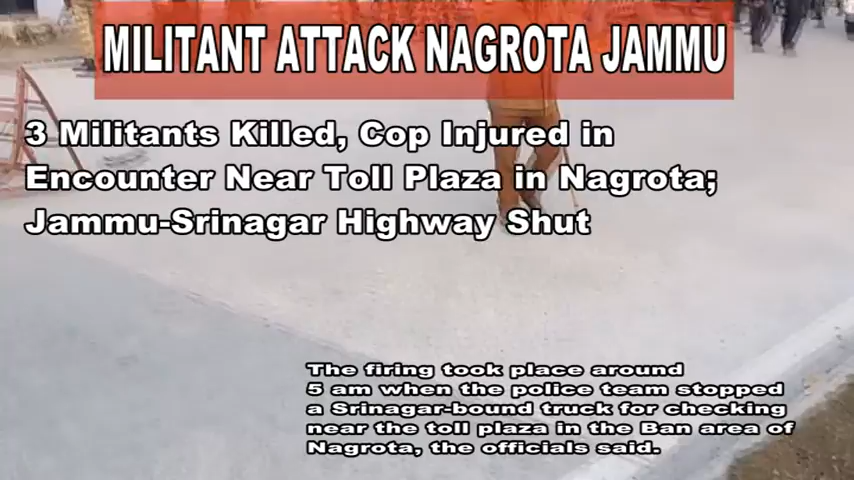 MILITANT ATTACK NAGROTA JAMMU
3 Militants Killed, Cop Injured in
Encounter Near Toll Plaza in Nagrota;
Jammu-Srinagar Highway Shut
The firing took place around
5 am when the police team stopped
a Srinagar-bound truck for checking
near the toll plaza in the Ban area of
Nagrota, the officials said.